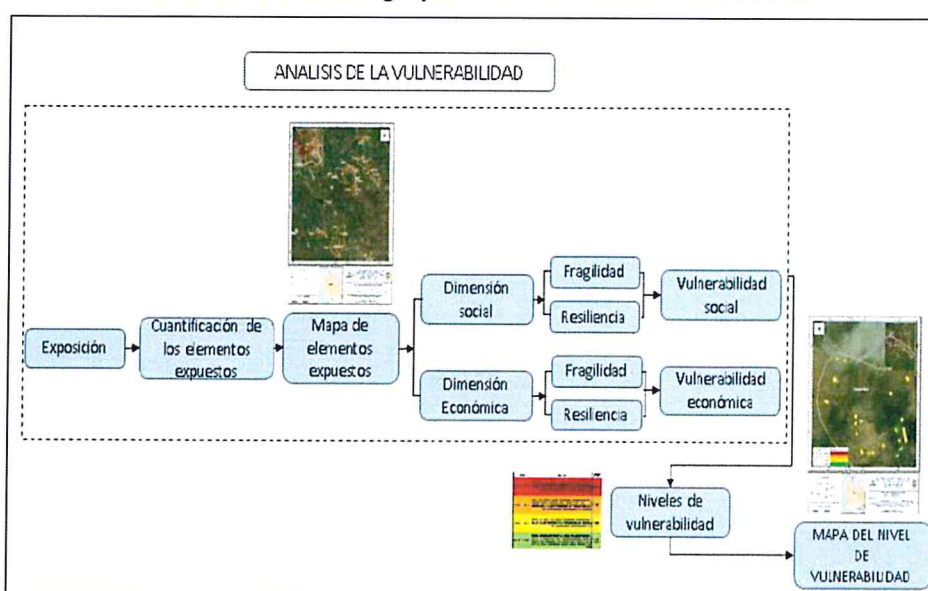 ANALISIS DE LA VULNERABILIDAD
Exposición
Cuantificación de
los elementos
expuestos
Mapa de
elementos
expuestos
Dimensión
social
Fragilidad
Resiliencia
Vulnerabilidad
social
Dimensión
Económica
Fragilidad
Resiliencia
Vulnerabilidad
económica
Niveles de
vulnerabilidad
MAPA DEL NIVEL
DE
VULNERABILIDAD